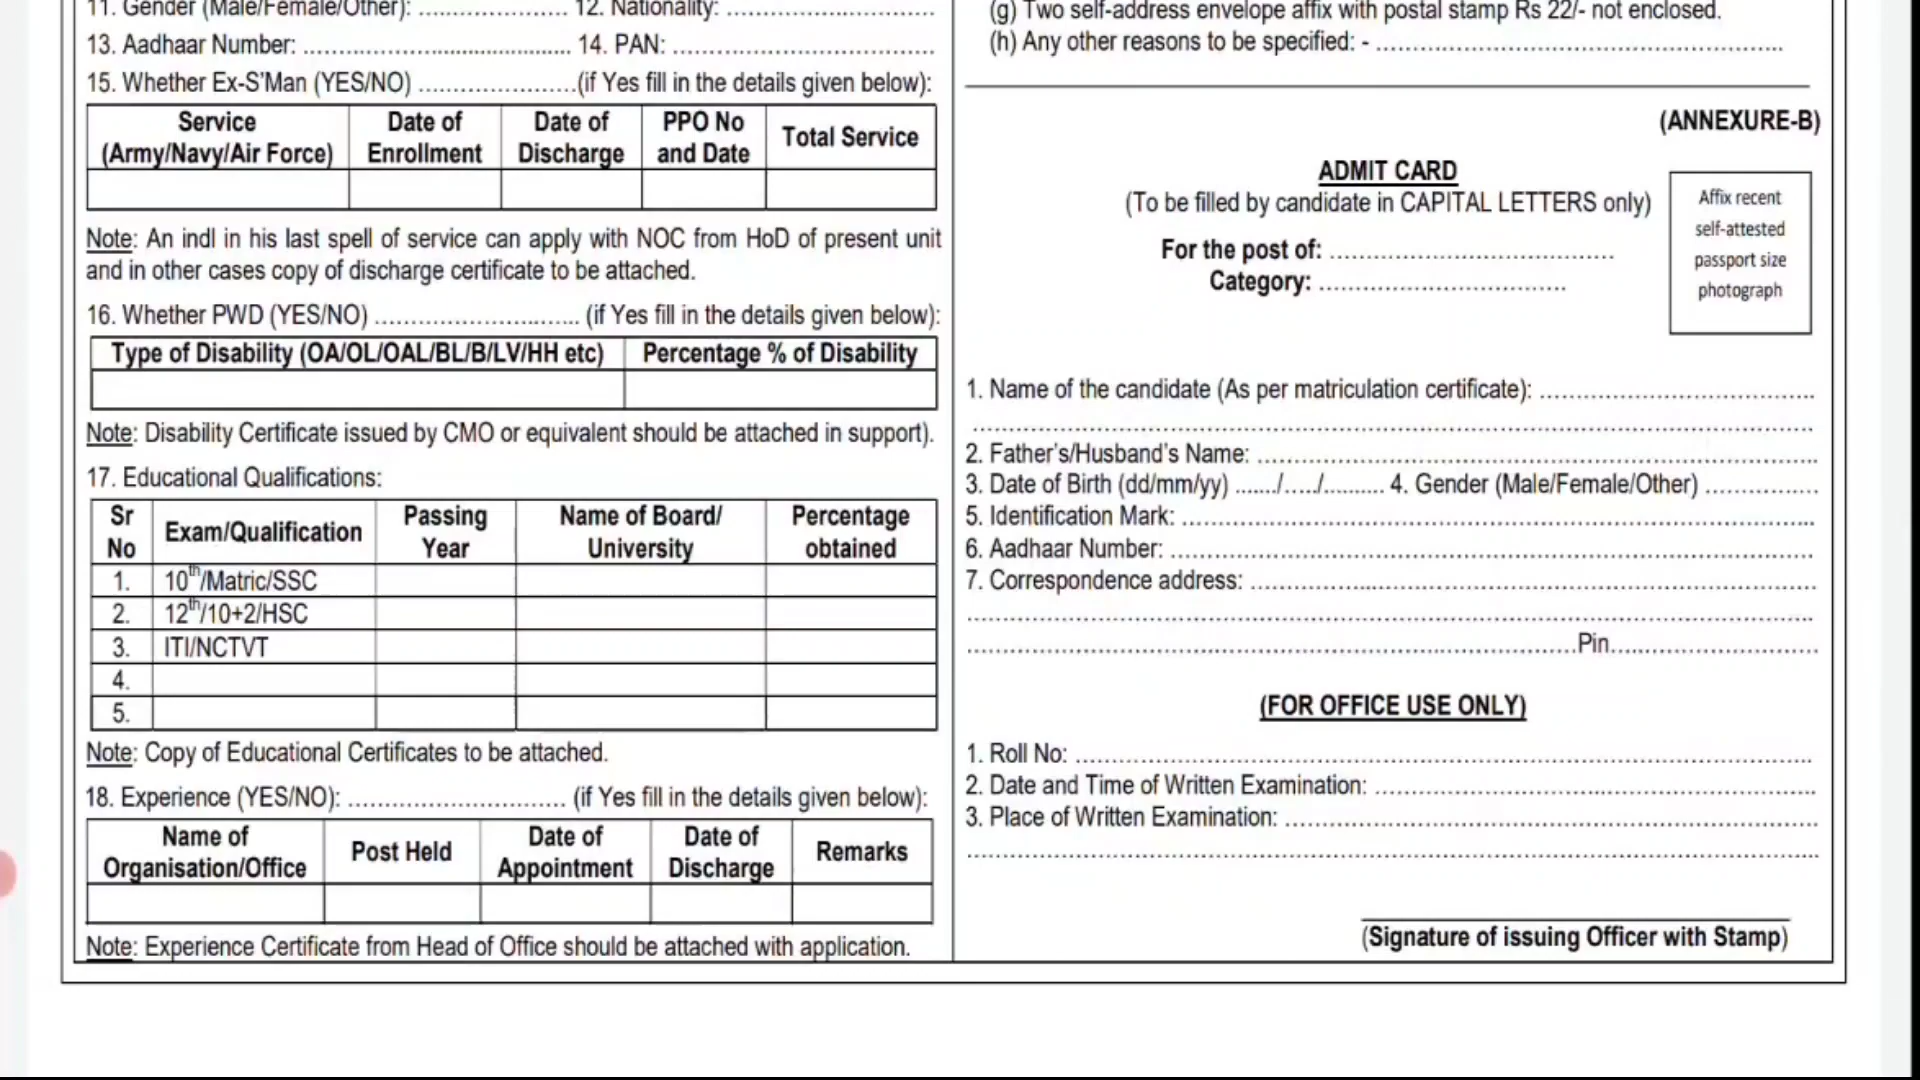 11. Gender (Male/Female/Other): .............................. 12. Nationality: ..........................................
13. Aadhaar Number: ...................................................... 14. PAN: .....................................................
15. Whether Ex-S'Man (YES/NO) ........................(if Yes fill in the details given below):
Service (Army/Navy/Air Force) Date of Enrollment Date of Discharge PPO No and Date Total Service
Note: An indl in his last spell of service can apply with NOC from HoD of present unit
and in other cases copy of discharge certificate to be attached.
16. Whether PWD (YES/NO) ................................ (if Yes fill in the details given below):
Type of Disability (OA/OL/OAL/BL/B/LV/HH etc) Percentage % of Disability
Note: Disability Certificate issued by CMO or equivalent should be attached in support).
17. Educational Qualifications:
Sr No Exam/Qualification Passing Year Name of Board/ University Percentage obtained
1. 10th/Matric/SSC
2. 12th/10+2/HSC
3. ITI/NCTVT
4.
5.
Note: Copy of Educational Certificates to be attached.
18. Experience (YES/NO): .................................. (if Yes fill in the details given below):
Name of Organisation/Office Post Held Date of Appointment Date of Discharge Remarks
Note: Experience Certificate from Head of Office should be attached with application.
(g) Two self-address envelope affix with postal stamp Rs 22/- not enclosed.
(h) Any other reasons to be specified: - ................................................................
(ANNEXURE-B)
ADMIT CARD
(To be filled by candidate in CAPITAL LETTERS only)
For the post of: .............................................
Category: .......................................
Affix recent
self-attested
passport size
photograph
1. Name of the candidate (As per matriculation certificate): ...........................................
....................................................................................................................................
2. Father's/Husband's Name: .........................................................................................
3. Date of Birth (dd/mm/yy) ......./...../.......... 4. Gender (Male/Female/Other) ..................
5. Identification Mark: ....................................................................................................
6. Aadhaar Number: ......................................................................................................
7. Correspondence address: ..........................................................................................
....................................................................................................................................
................................................................................................Pin.................................
(FOR OFFICE USE ONLY)
1. Roll No: .....................................................................................................................
2. Date and Time of Written Examination: .....................................................................
3. Place of Written Examination: ...................................................................................
....................................................................................................................................
(Signature of issuing Officer with Stamp)